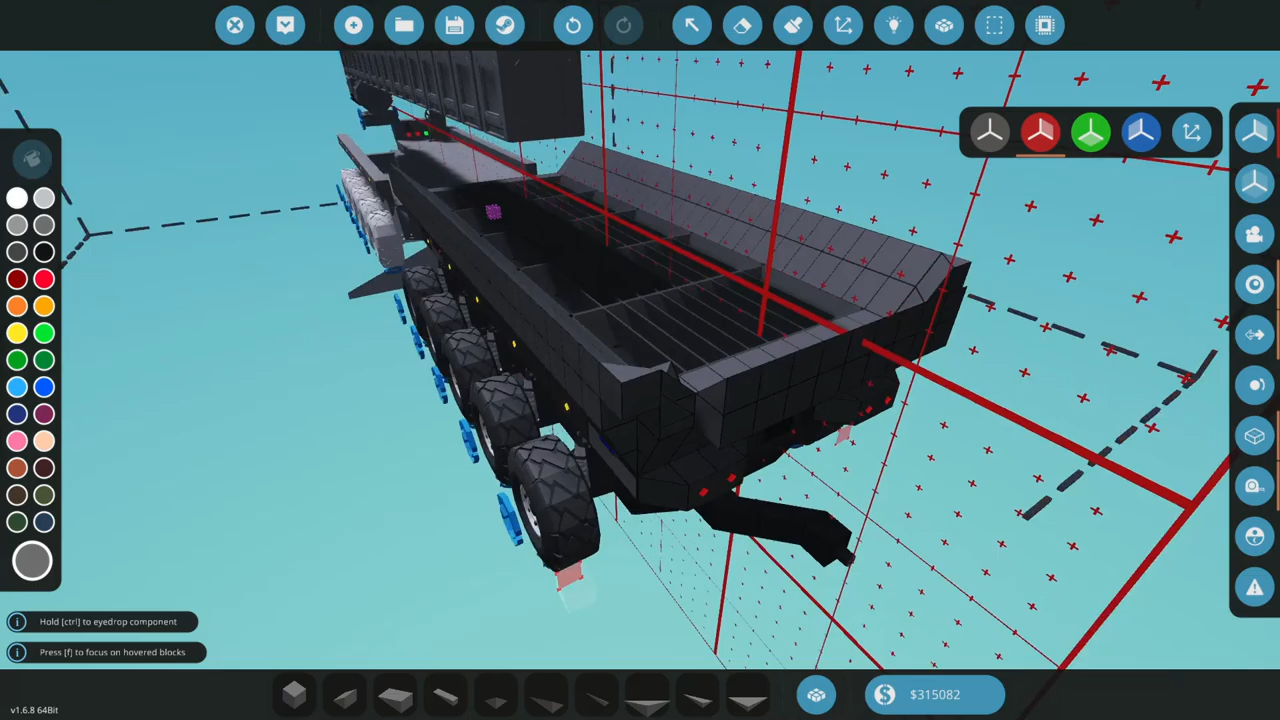 Hold [ctrl] to eyedrop component
Press [f] to focus on hovered blocks
$315082
v1.6.8 64Bit